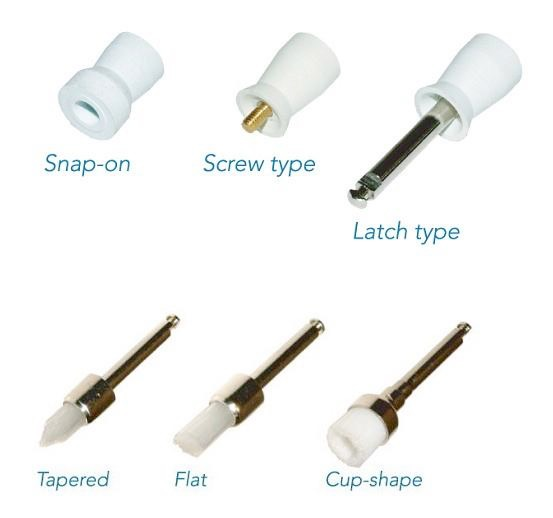 Snap-on
Screw type
Latch type
Tapered
Flat
Cup-shape